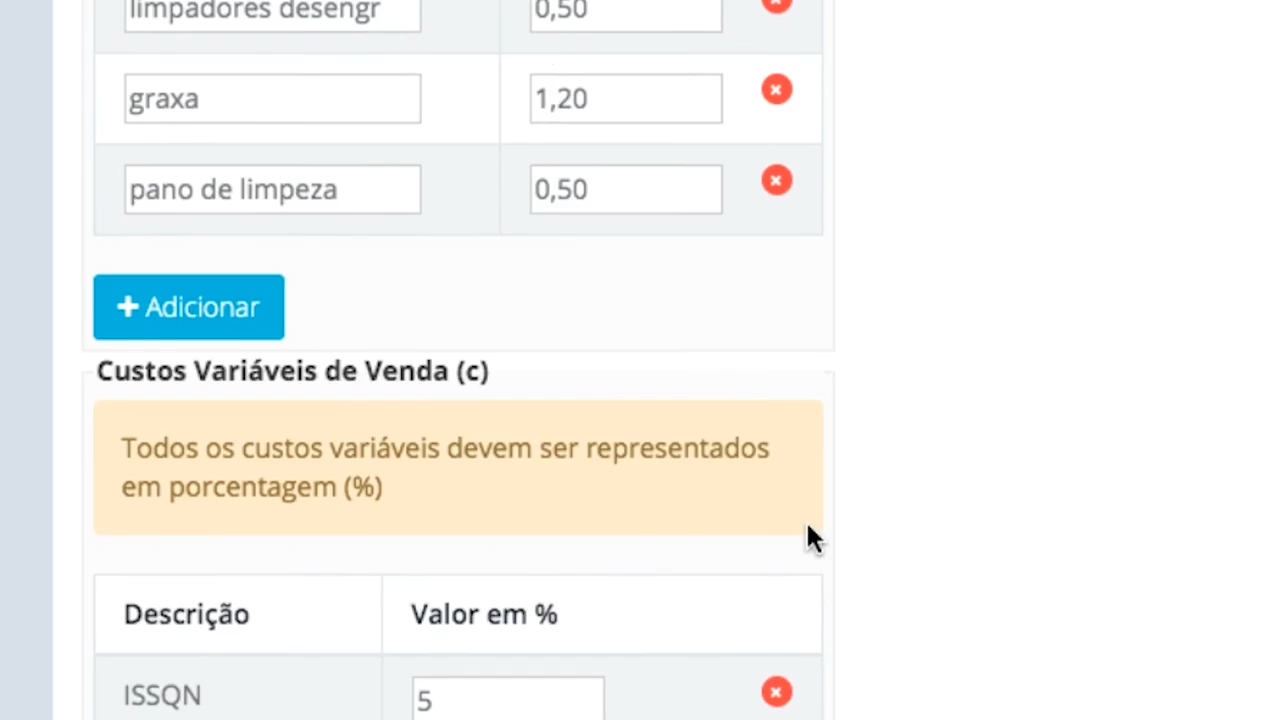 limpadores desengr
0,50
graxa
1,20
pano de limpeza
0,50
Adicionar
Custos Variáveis de Venda (c)
Todos os custos variáveis devem ser representados
em porcentagem (%)
Descrição
Valor em %
ISSQN
5